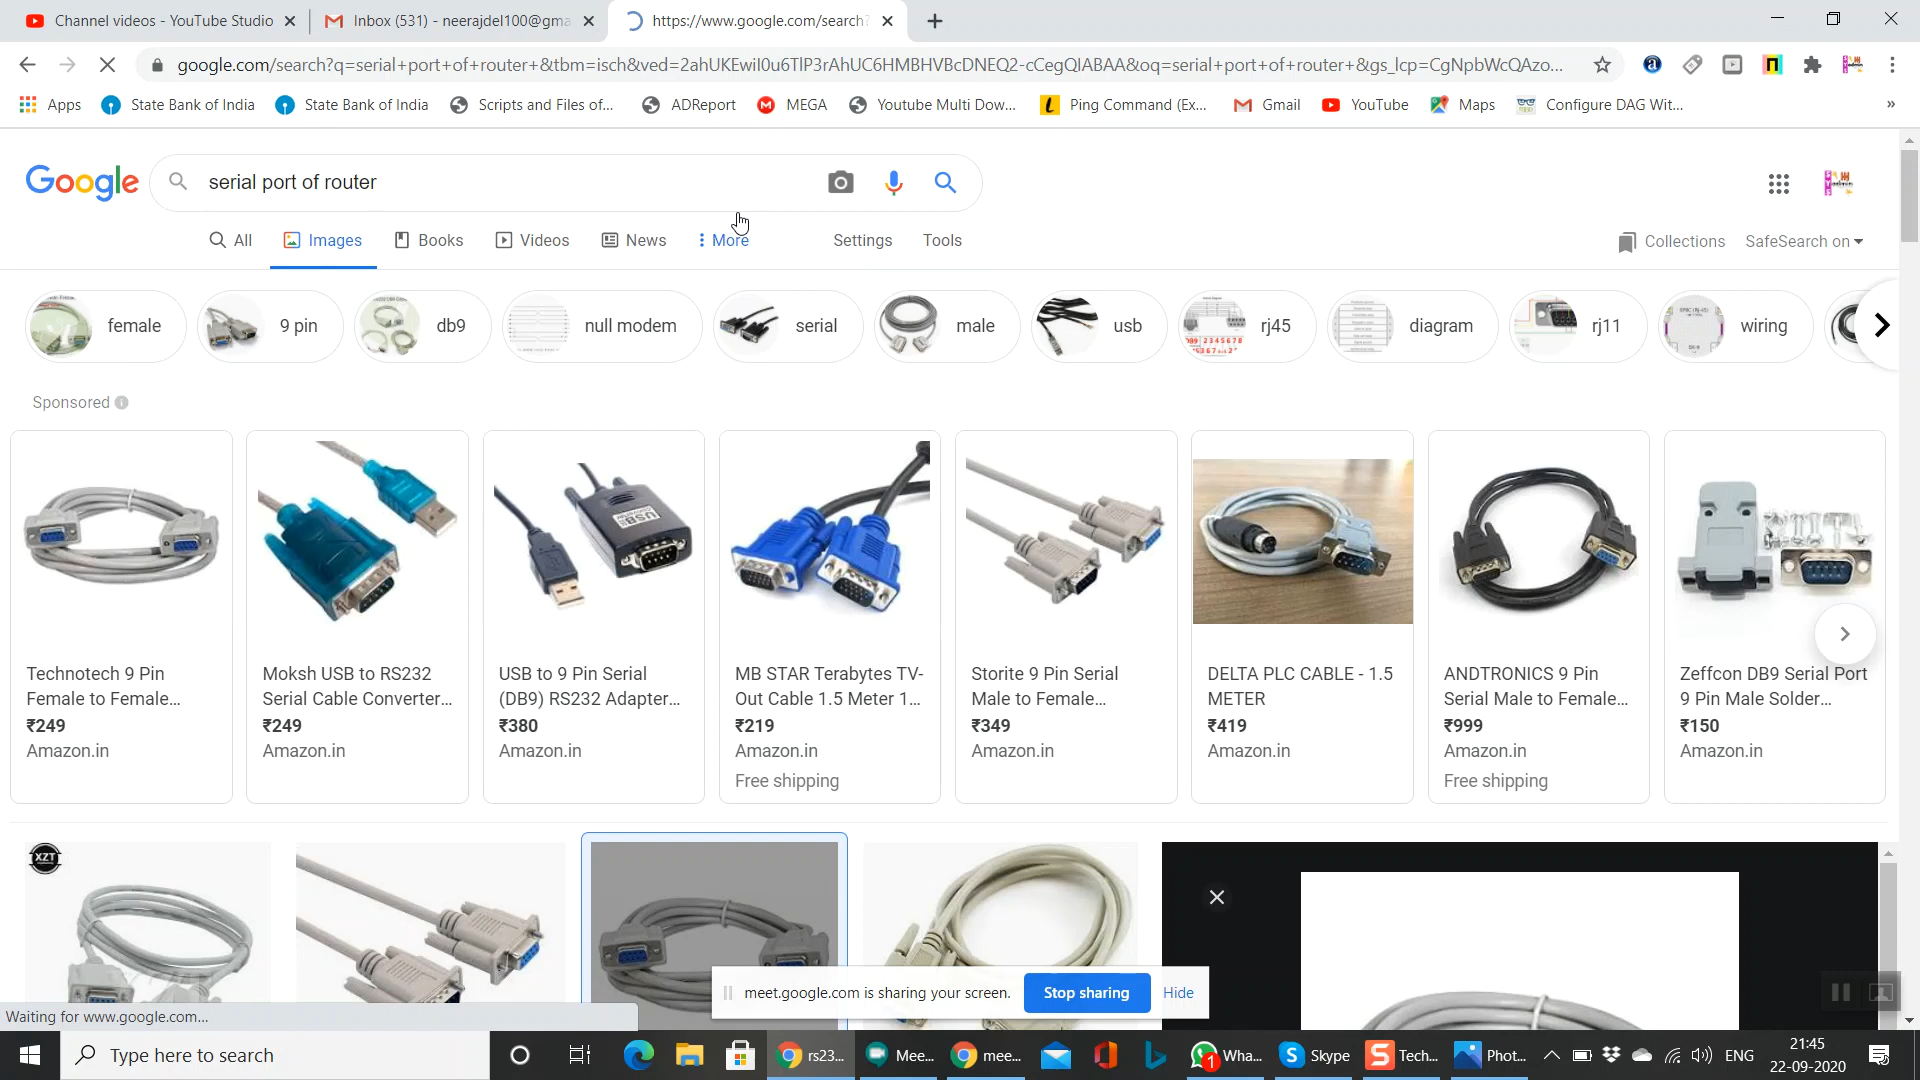 Channel videos - YouTube Studio
Inbox (531) - neerajdel100@gma
https://www.google.com/search?
google.com/search?q=serial+port+of+router+&tbm=isch&ved=2ahUKEwiI0u6TlP3rAhUC6HMBHVBcDNEQ2-cCegQIABAA&oq=serial+port+of+router+&gs_lcp=CgNpbWcQAzo...
Apps
State Bank of India
State Bank of India
Scripts and Files of...
ADReport
MEGA
Youtube Multi Dow...
Ping Command (Ex...
Gmail
YouTube
Maps
Configure DAG Wit...
»
Google
serial port of router
All
Images
Books
Videos
News
More
Settings
Tools
Collections
SafeSearch on
female
9 pin
db9
null modem
serial
male
usb
rj45
diagram
rj11
wiring
Sponsored
Technotech 9 Pin
Female to Female...
₹249
Amazon.in
Moksh USB to RS232
Serial Cable Converter...
₹249
Amazon.in
USB to 9 Pin Serial
(DB9) RS232 Adapter...
₹380
Amazon.in
MB STAR Terabytes TV-
Out Cable 1.5 Meter 1...
₹219
Amazon.in
Free shipping
Storite 9 Pin Serial
Male to Female...
₹349
Amazon.in
DELTA PLC CABLE - 1.5
METER
₹419
Amazon.in
ANDTRONICS 9 Pin
Serial Male to Female...
₹999
Amazon.in
Free shipping
Zeffcon DB9 Serial Port
9 Pin Male Solder...
₹150
Amazon.in
XZT
meet.google.com is sharing your screen.
Stop sharing
Hide
Waiting for www.google.com...
Type here to search
rs23...
Mee...
mee...
1
Wha...
Skype
Tech...
Phot...
ENG
21:45
22-09-2020